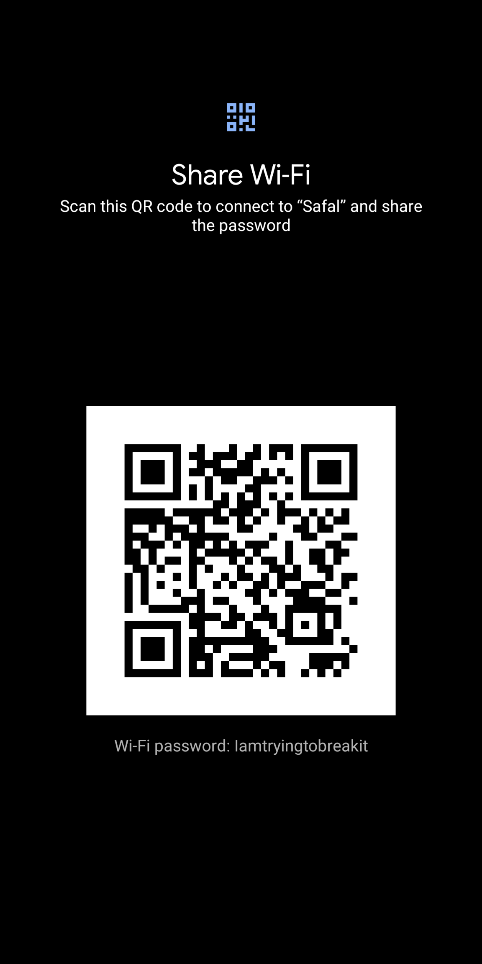 Share Wi-Fi
Scan this QR code to connect to “Safal” and share
the password
Wi-Fi password: Iamtryingtobreakit